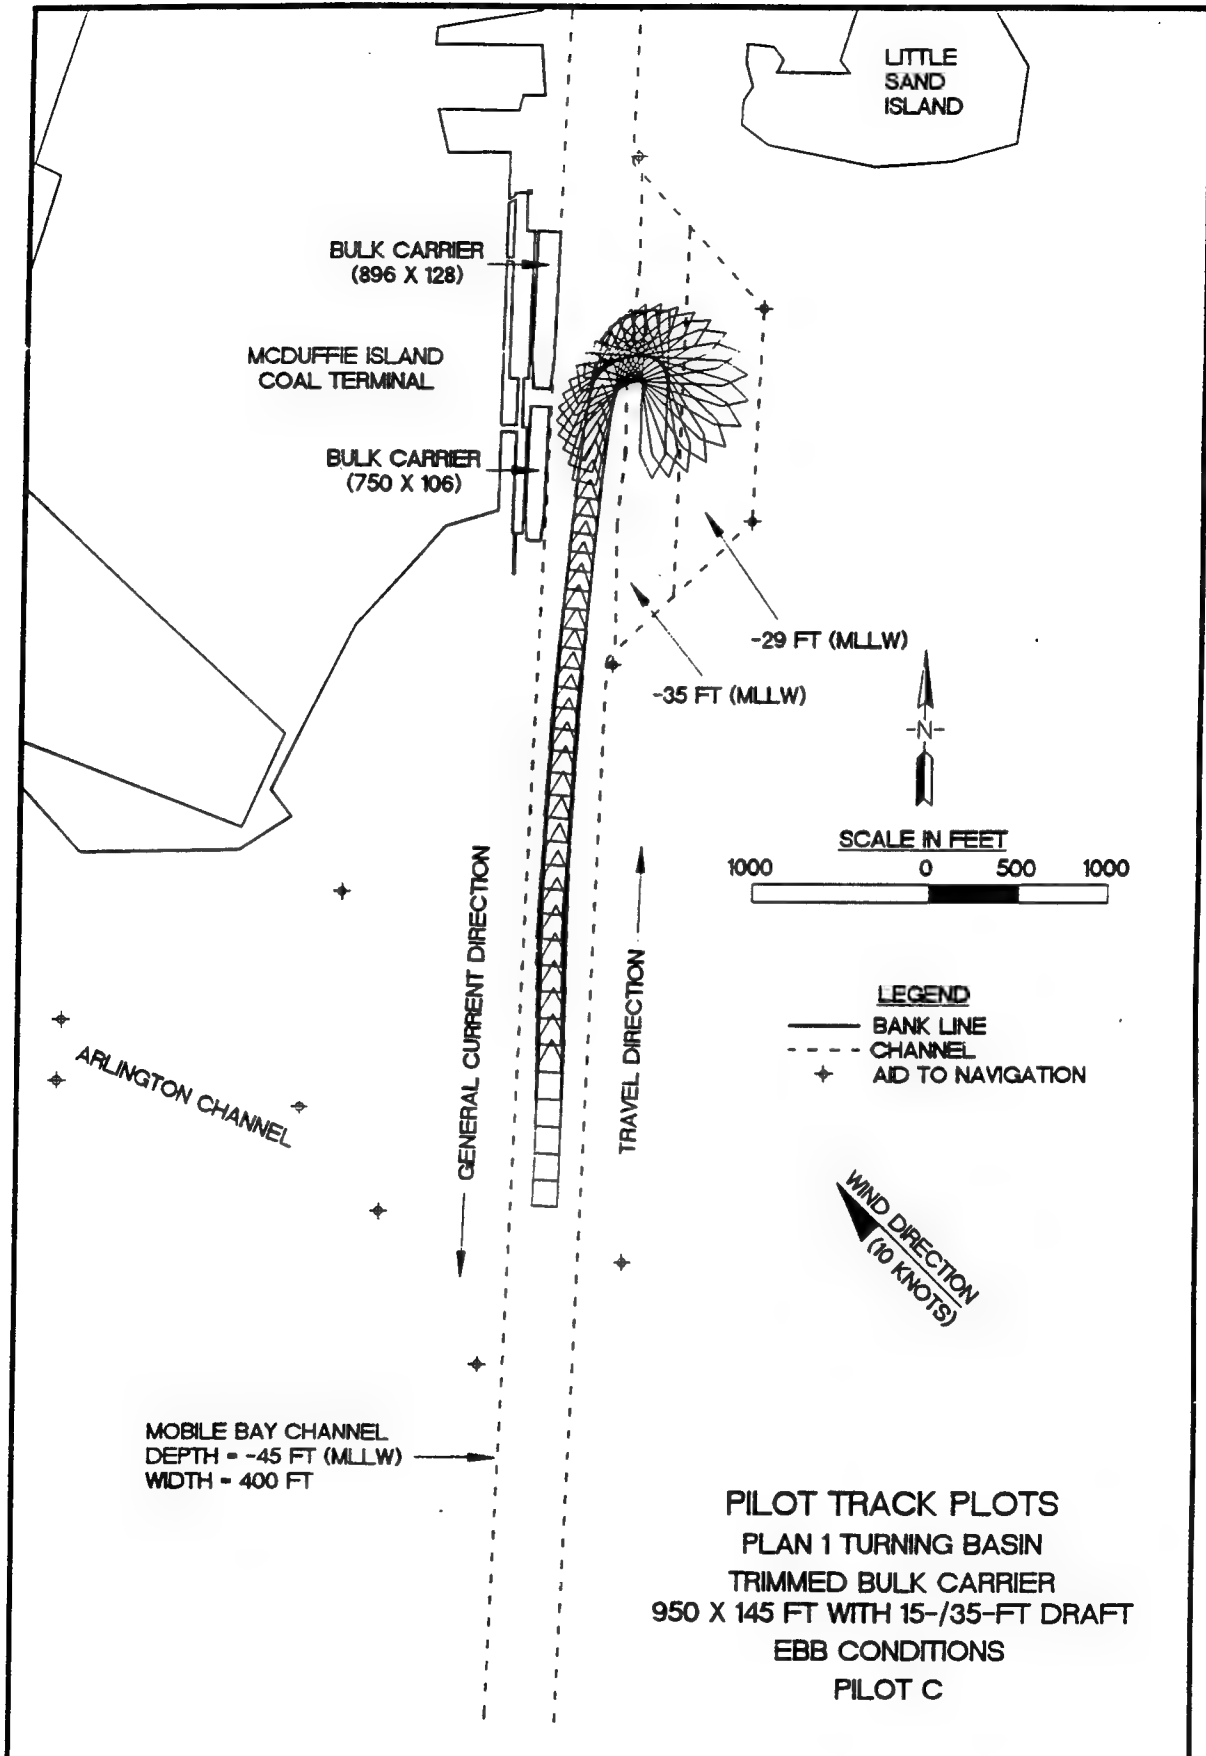 LITTLE
SAND
ISLAND
BULK CARRIER
(896 X 128)
MCDUFFIE ISLAND
COAL TERMINAL
BULK CARRIER
(750 X 106)
-29 FT (MLLW)
-35 FT (MLLW)
-N-
SCALE IN FEET
1000 0 500 1000
GENERAL CURRENT DIRECTION
TRAVEL DIRECTION
LEGEND
BANK LINE
CHANNEL
AID TO NAVIGATION
ARLINGTON CHANNEL
WIND DIRECTION
(10 KNOTS)
MOBILE BAY CHANNEL
DEPTH = -45 FT (MLLW)
WIDTH = 400 FT
PILOT TRACK PLOTS
PLAN 1 TURNING BASIN
TRIMMED BULK CARRIER
950 X 145 FT WITH 15-/35-FT DRAFT
EBB CONDITIONS
PILOT C